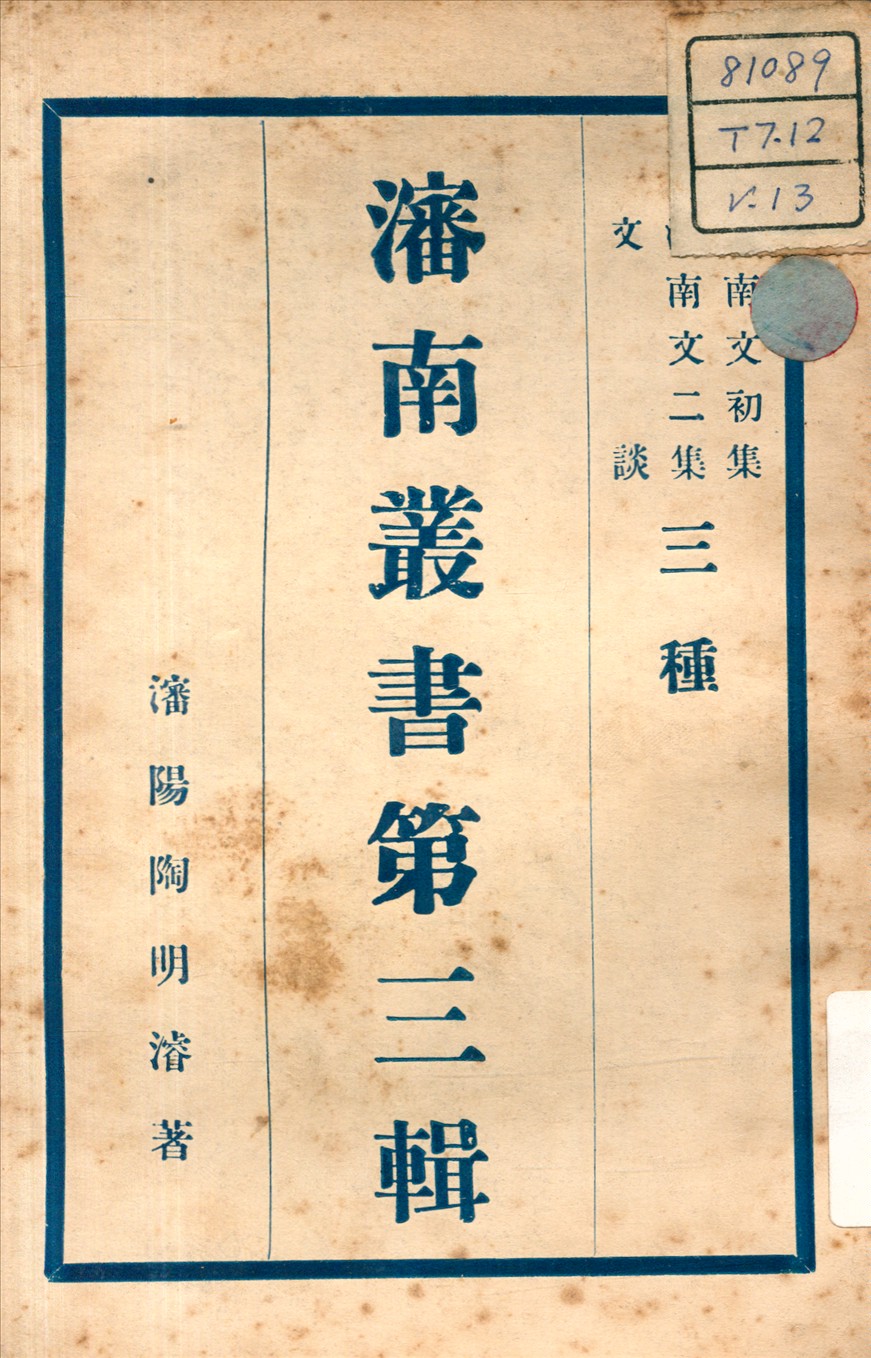 81089
T7.12
V.13
南文初集
南文二集
文談
三種
瀋南叢書第三輯
瀋陽陶明濬著